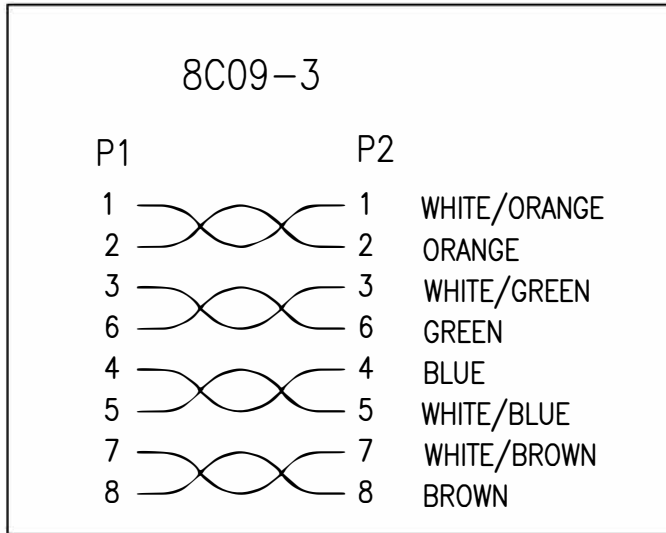 8C09-3
P1 P2
1 1 WHITE/ORANGE
2 2 ORANGE
3 3 WHITE/GREEN
6 6 GREEN
4 4 BLUE
5 5 WHITE/BLUE
7 7 WHITE/BROWN
8 8 BROWN